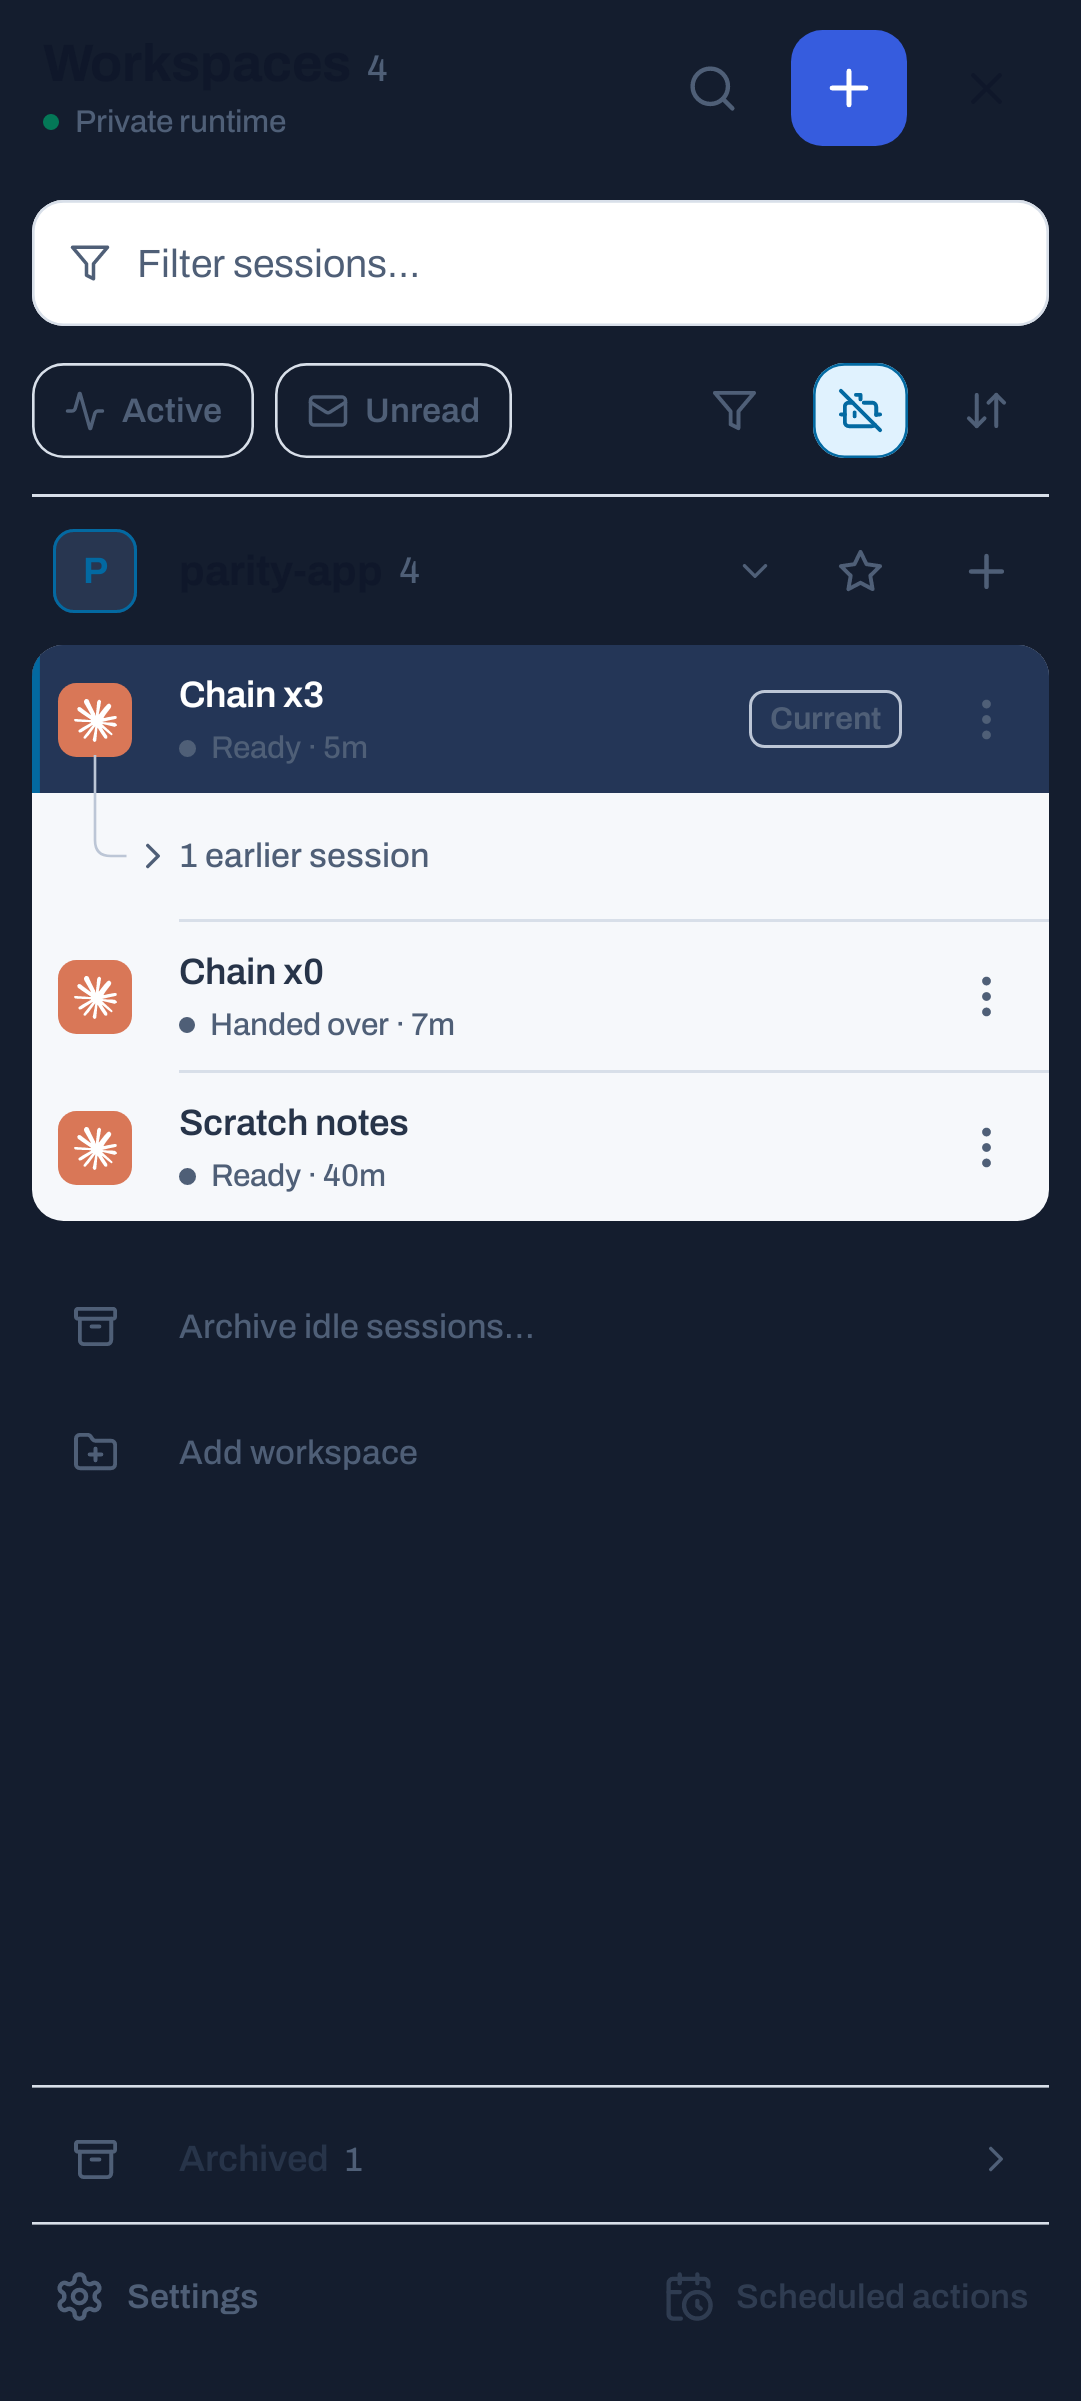 Workspaces 4
Private runtime
Filter sessions...
Active
Unread
P
parity-app 4
Chain x3
Ready · 5m
Current
1 earlier session
Chain x0
Handed over · 7m
Scratch notes
Ready · 40m
Archive idle sessions...
Add workspace
Archived 1
Settings
Scheduled actions